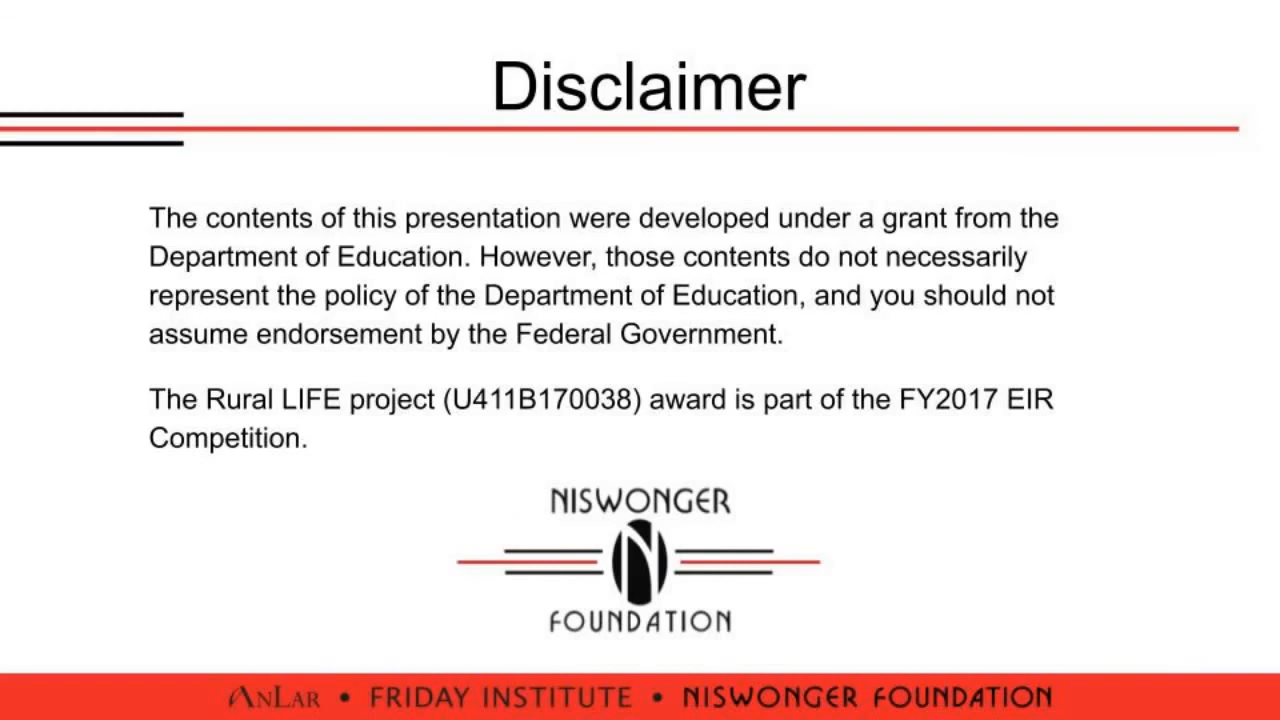 Disclaimer
The contents of this presentation were developed under a grant from the
Department of Education. However, those contents do not necessarily
represent the policy of the Department of Education, and you should not
assume endorsement by the Federal Government.
The Rural LIFE project (U411B170038) award is part of the FY2017 EIR
Competition.
NISWONGER
N
FOUNDATION
ANLAR • FRIDAY INSTITUTE • NISWONGER FOUNDATION